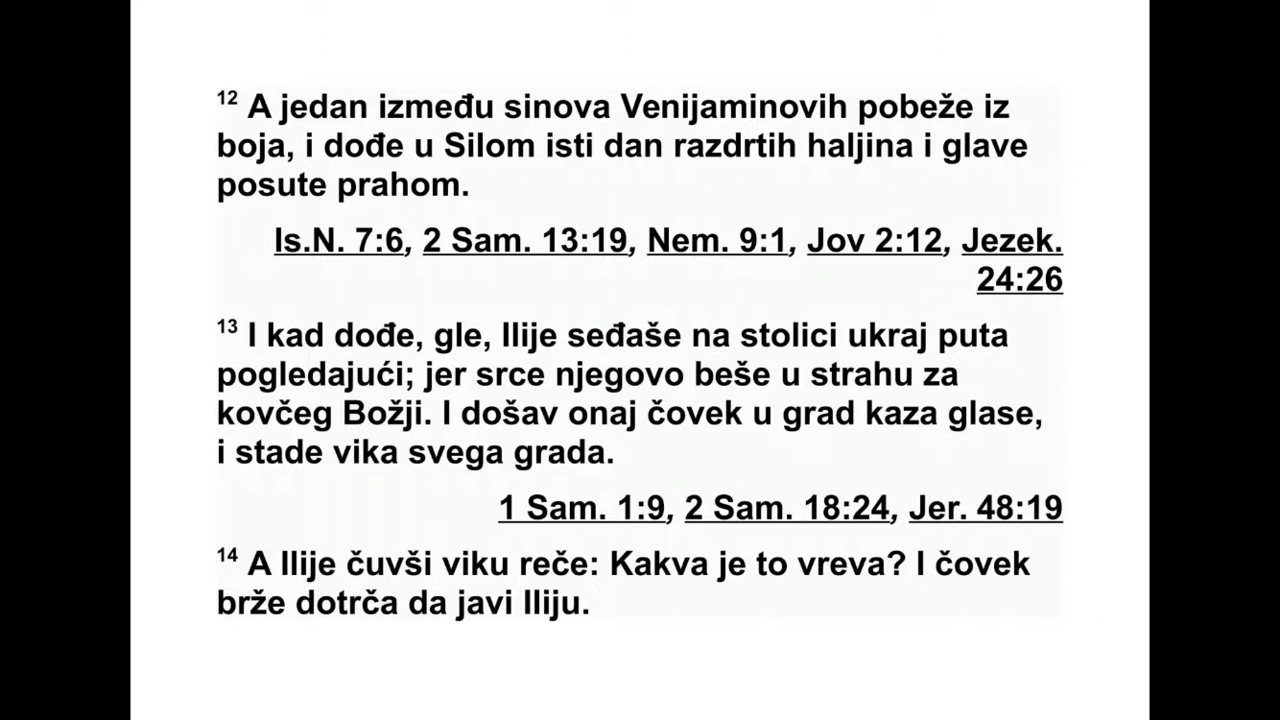 12 A jedan između sinova Venijaminovih pobeže iz
boja, i dođe u Silom isti dan razdrtih haljina i glave
posute prahom.
Is.N. 7:6, 2 Sam. 13:19, Nem. 9:1, Jov 2:12, Jezek.
24:26
13 I kad dođe, gle, Ilije seđaše na stolici ukraj puta
pogledajući; jer srce njegovo beše u strahu za
kovčeg Božji. I došav onaj čovek u grad kaza glase,
i stade vika svega grada.
1 Sam. 1:9, 2 Sam. 18:24, Jer. 48:19
14 A Ilije čuvši viku reče: Kakva je to vreva? I čovek
brže dotrča da javi Iliju.